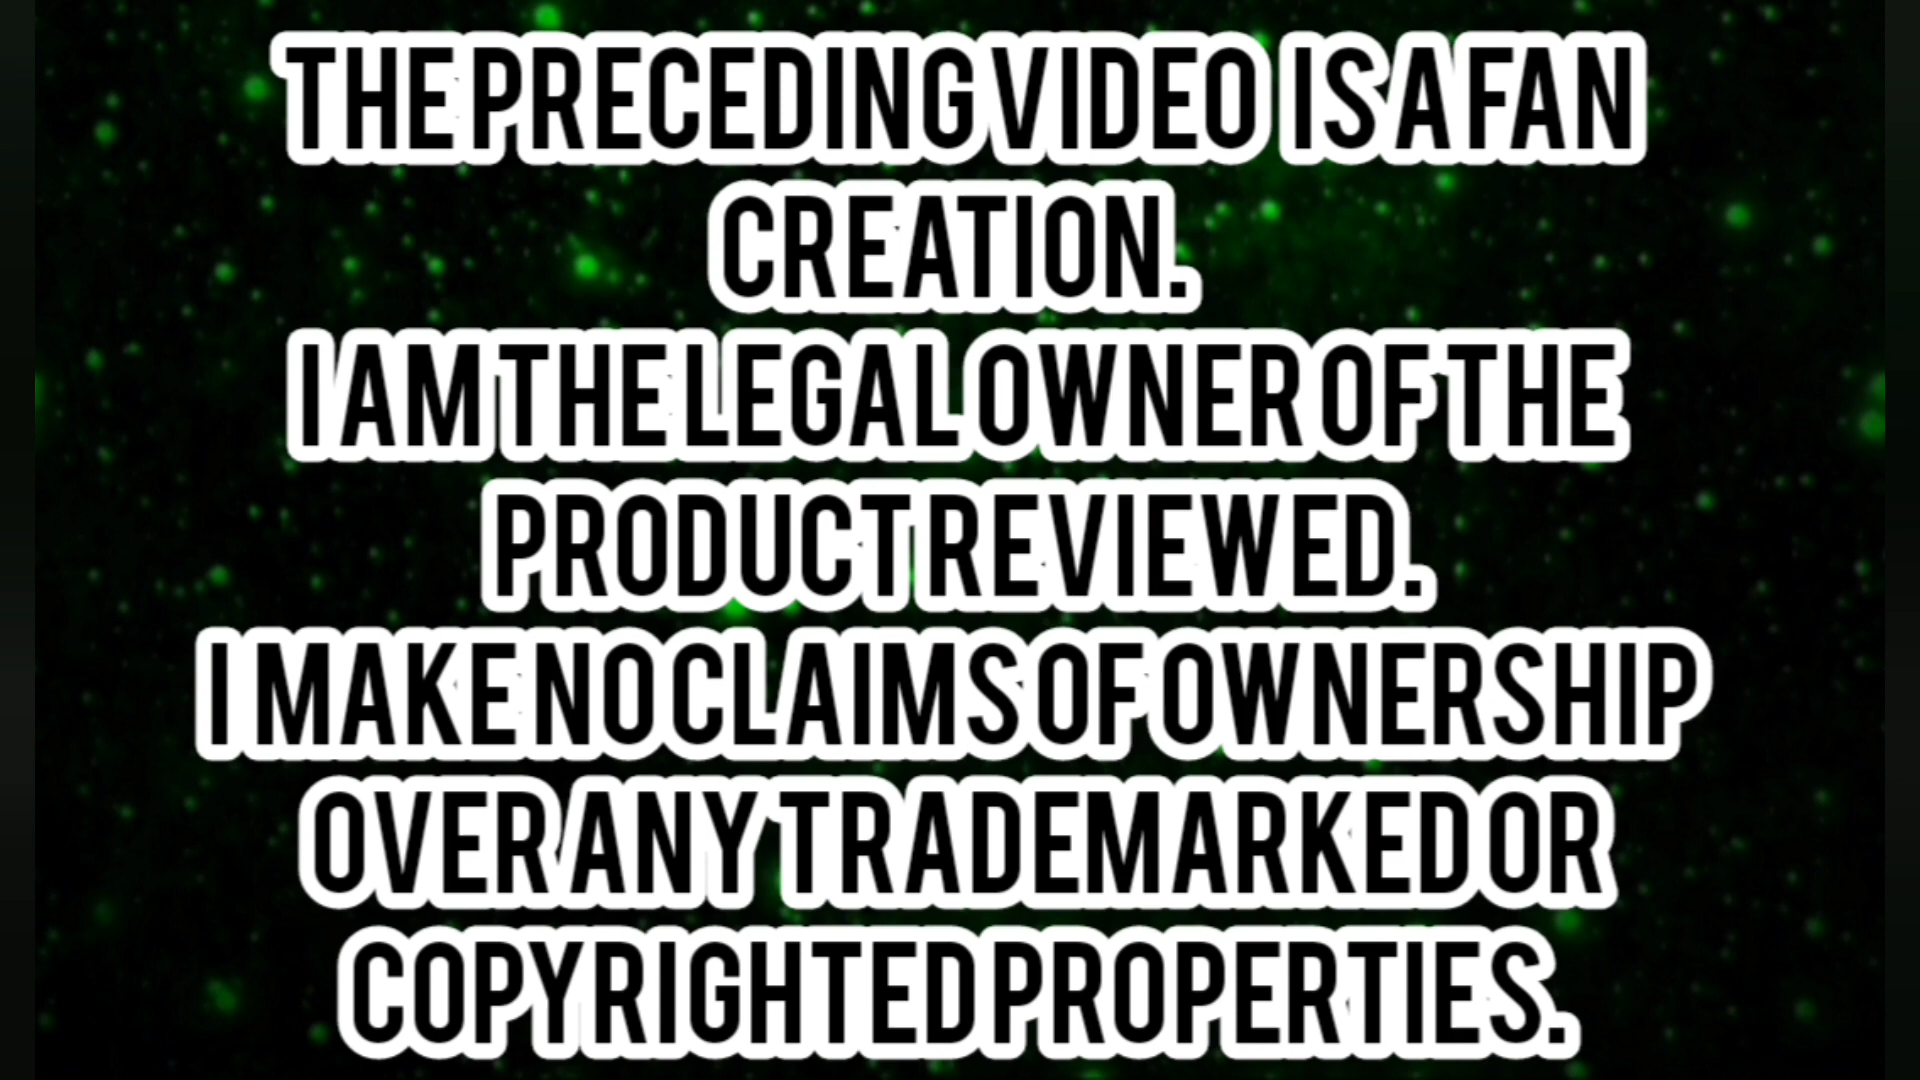 THE PRECEDING VIDEO IS A FAN
CREATION.
I AM THE LEGAL OWNER OF THE
PRODUCT REVIEWED.
I MAKE NO CLAIMS OF OWNERSHIP
OVER ANY TRADEMARKED OR
COPYRIGHTED PROPERTIES.